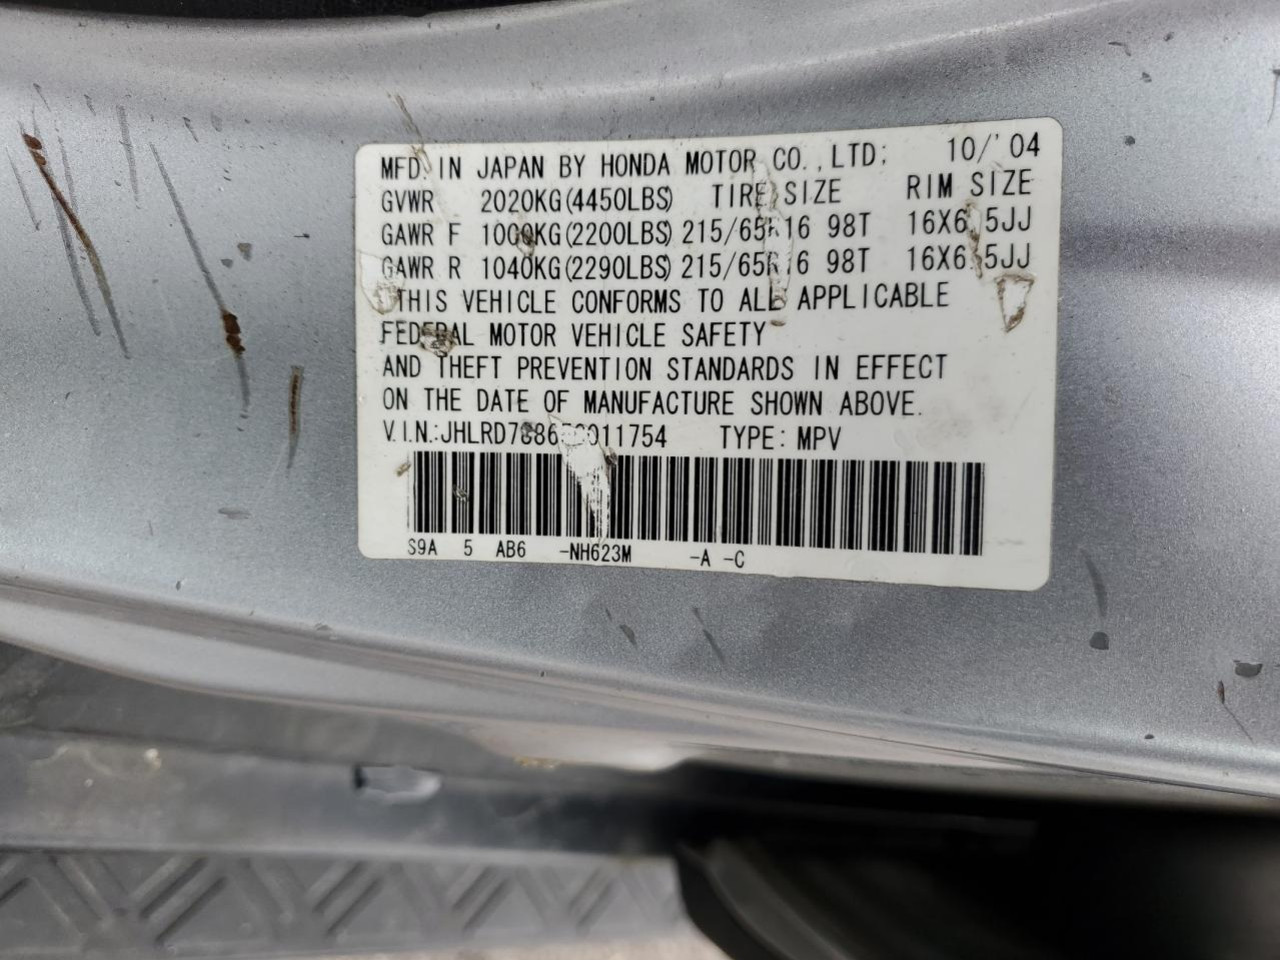 MFD. IN JAPAN BY HONDA MOTOR CO.,LTD; 10/'04
GVWR 2020KG(4450LBS) TIRE SIZE RIM SIZE
GAWR F 1000KG(2200LBS) 215/65R16 98T 16X6.5JJ
GAWR R 1040KG(2290LBS) 215/65R16 98T 16X6.5JJ
THIS VEHICLE CONFORMS TO ALL APPLICABLE
FEDERAL MOTOR VEHICLE SAFETY
AND THEFT PREVENTION STANDARDS IN EFFECT
ON THE DATE OF MANUFACTURE SHOWN ABOVE.
V.I.N.: TYPE: MPV
S9A 5 AB6 -NH623M -A -C